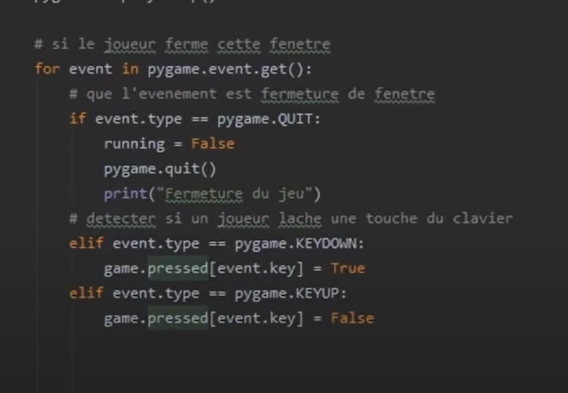 # si le joueur ferme cette fenetre
for event in pygame.event.get():
# que l'evenement est fermeture de fenetre
if event.type == pygame.QUIT:
running = False
pygame.quit()
print("Fermeture du jeu")
# detecter si un joueur lache une touche du clavier
elif event.type == pygame.KEYDOWN:
game.pressed[event.key] = True
elif event.type == pygame.KEYUP:
game.pressed[event.key] = False